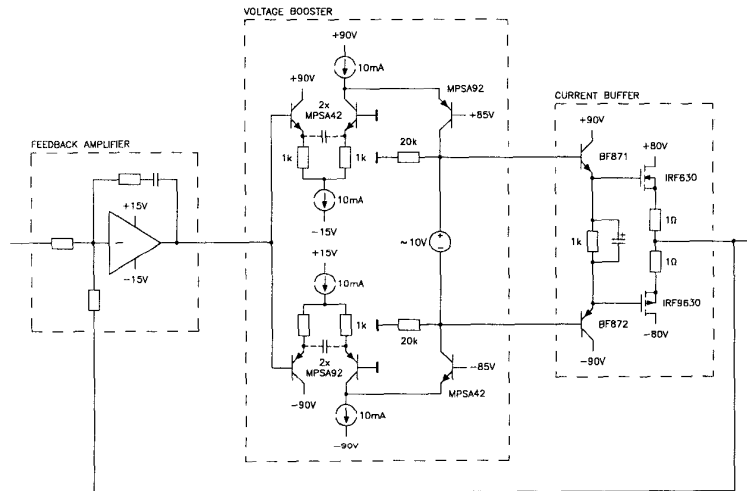 VOLTAGE BOOSTER
+90V
10mA
+90V
MPSA92
2x
MPSA42
+85V
CURRENT BUFFER
+90V
FEEDBACK AMPLIFIER
20k
BF871
+80V
1k
1k
IRF630
10mA
+15V
-15V
1Ω
1k
+
~10V
+
−
1Ω
−
-15V
+15V
10mA
1k
20k
IRF9630
BF872
-80V
2x
MPSA92
-85V
-90V
-90V
MPSA42
10mA
-90V